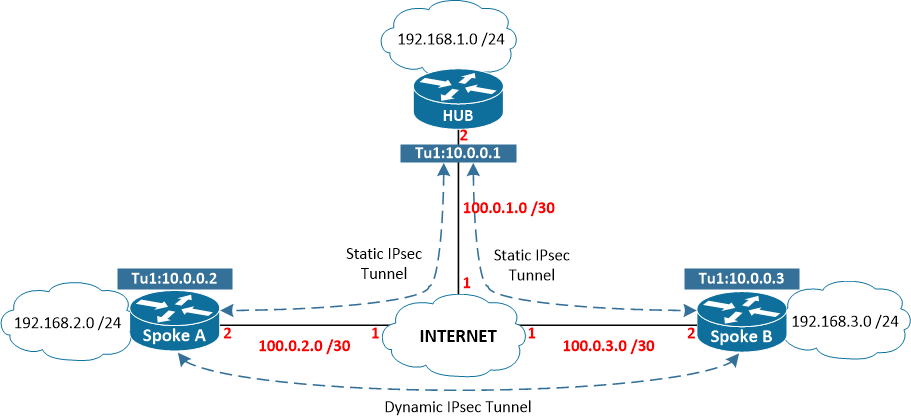 192.168.1.0 /24
HUB
2
Tu1:10.0.0.1
100.0.1.0 /30
Static IPsec
Tunnel
Static IPsec
Tunnel
1
Tu1:10.0.0.2
Tu1:10.0.0.3
192.168.2.0 /24
Spoke A
2
100.0.2.0 /30
1
INTERNET
1
100.0.3.0 /30
2
Spoke B
192.168.3.0 /24
Dynamic IPsec Tunnel